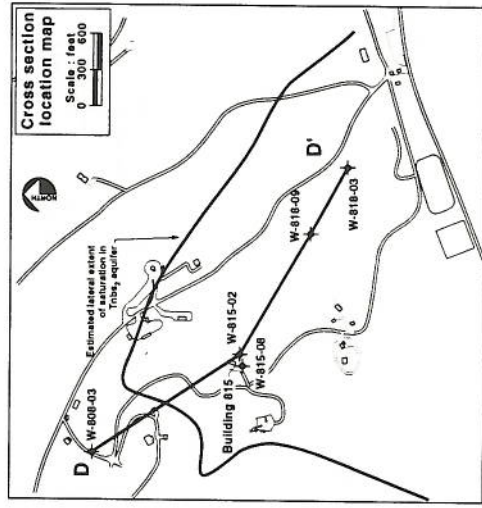 Cross section
location map
Scale : feet
0 300 600
NORTH
Estimated lateral extent
of saturation in
Tnbs₂ aquifer
D
W-808-03
W-815-02
Building 815
W-815-08
W-818-09
D'
W-818-03